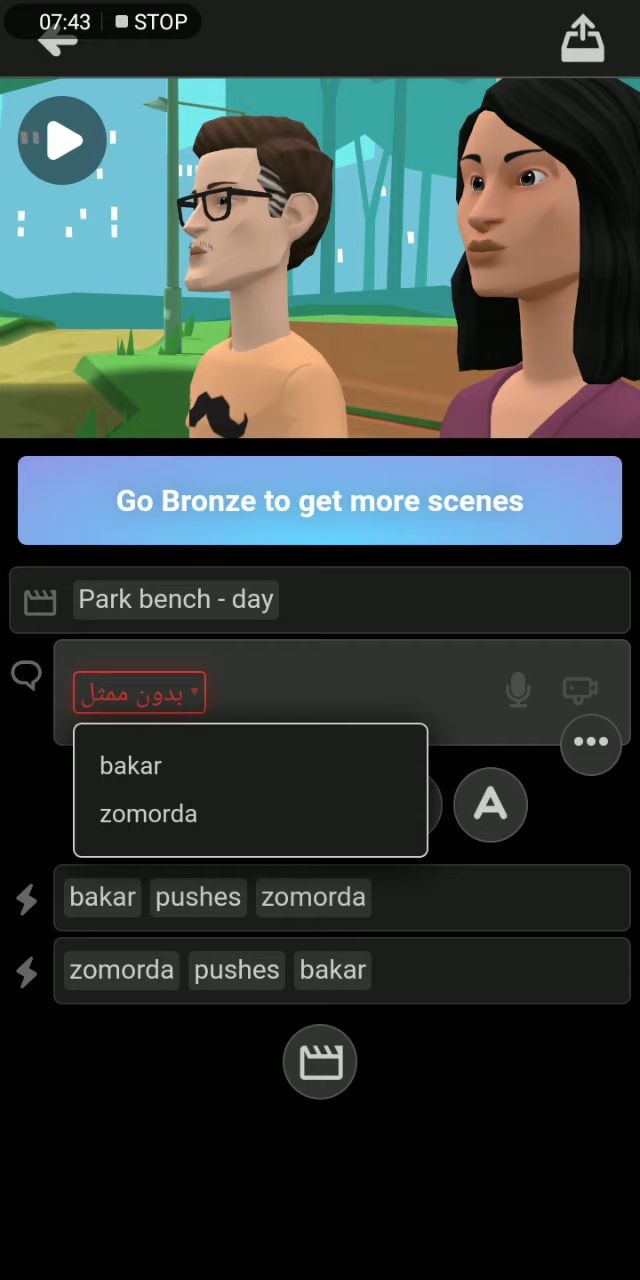 07:43 STOP
Go Bronze to get more scenes
Park bench - day
بدون ممثل
bakar
zomorda
A
bakar pushes zomorda
zomorda pushes bakar